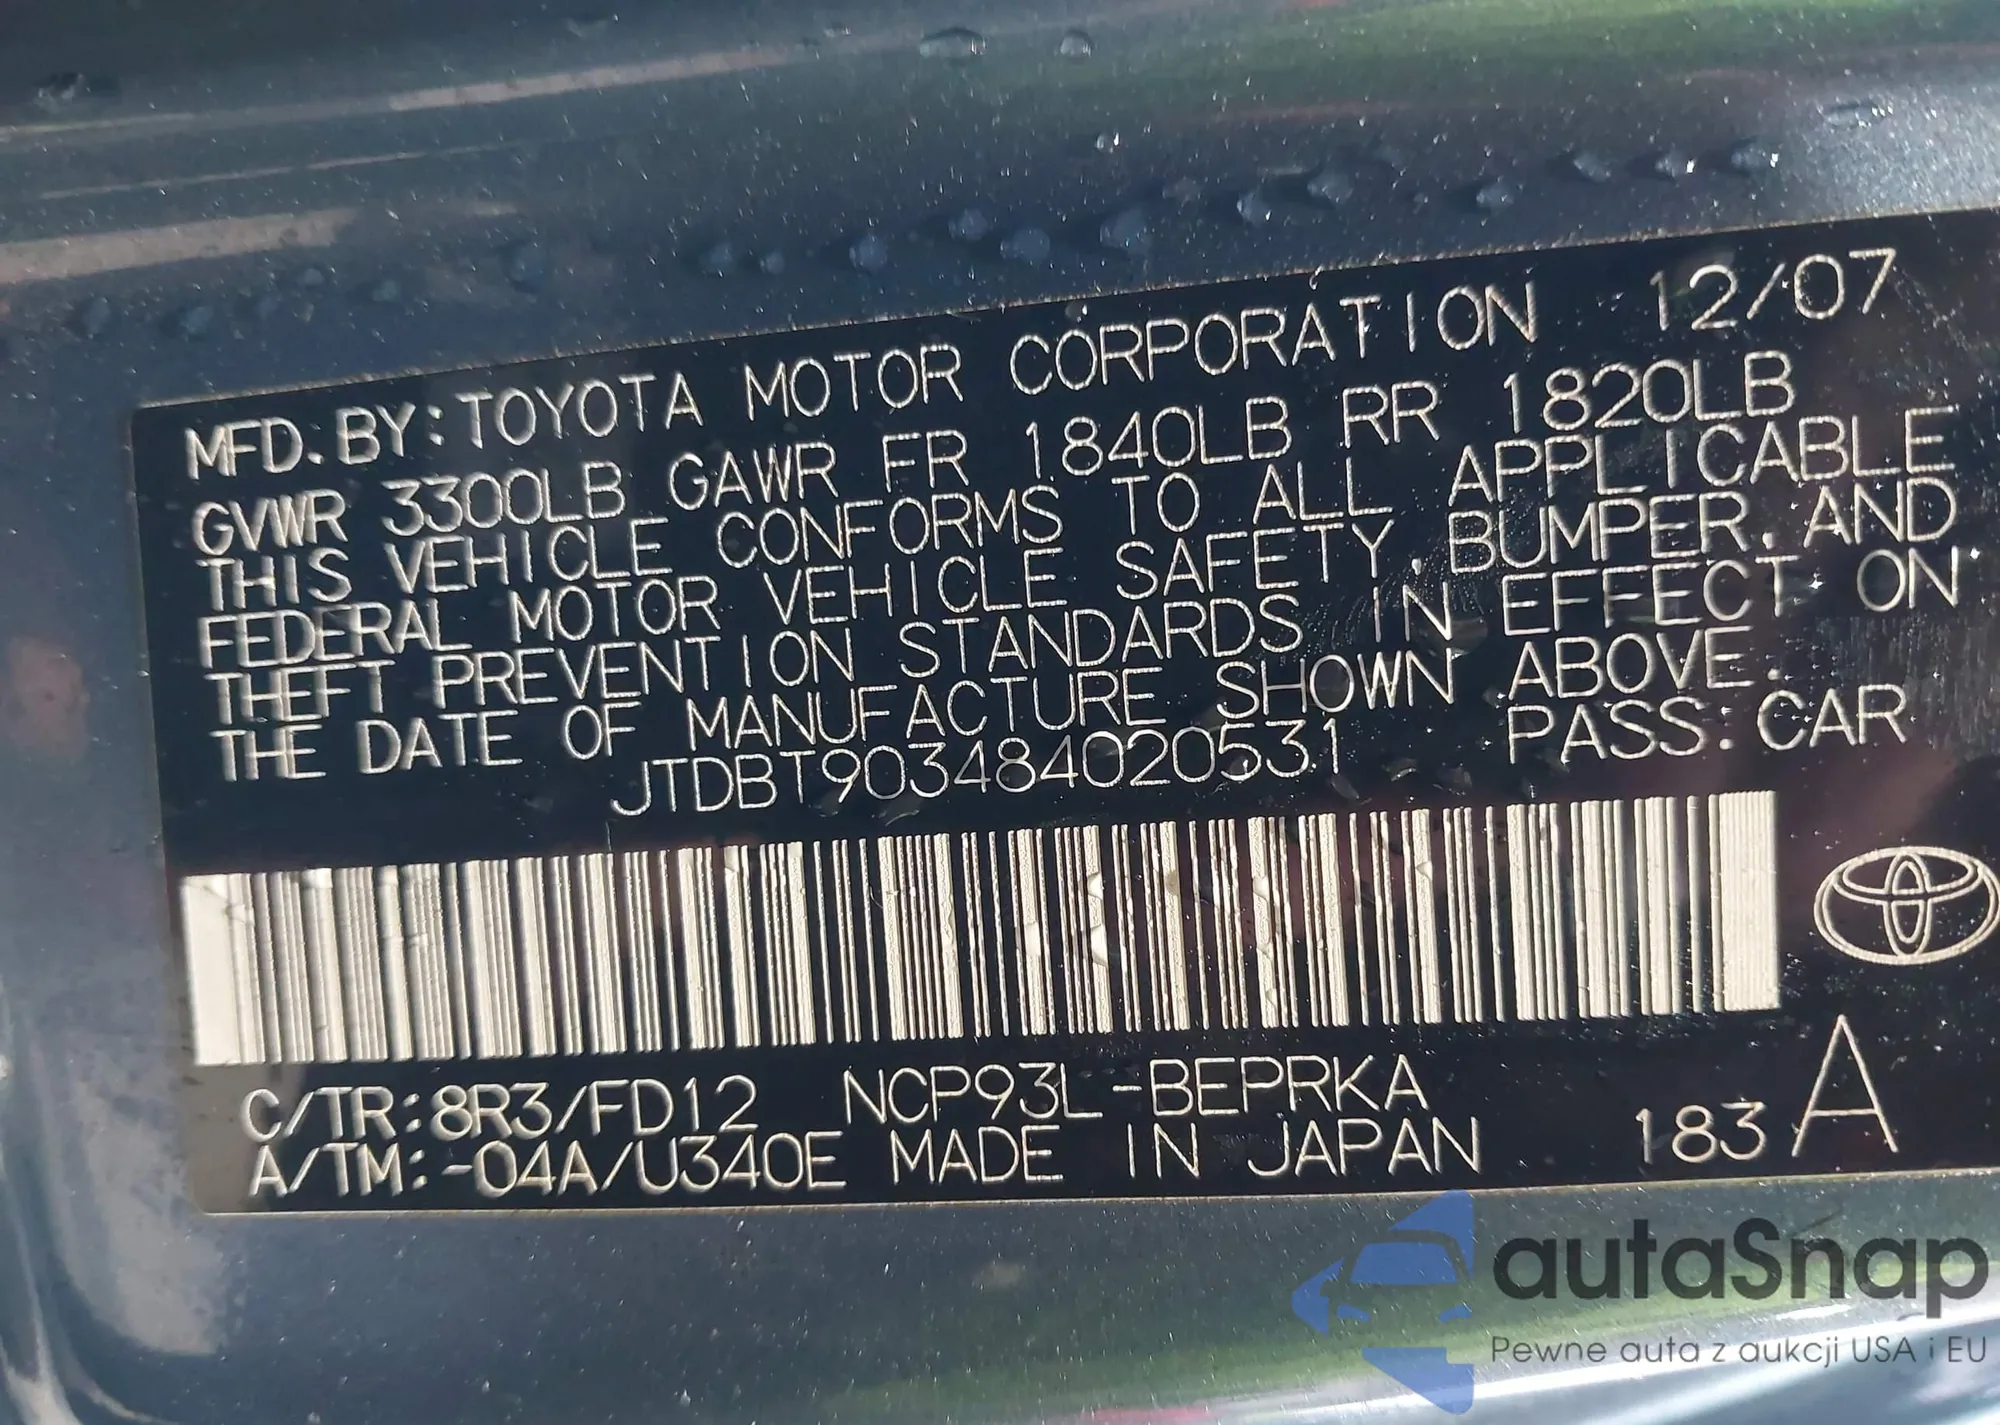 MFD. BY: TOYOTA MOTOR CORPORATION 12/07
GVWR 3300LB GAWR FR 1840LB RR 1820LB
THIS VEHICLE CONFORMS TO ALL APPLICABLE
FEDERAL MOTOR VEHICLE SAFETY, BUMPER, AND
THEFT PREVENTION STANDARDS IN EFFECT ON
THE DATE OF MANUFACTURE SHOWN ABOVE.
JTDBT903484020531 PASS. CAR
C/TR: 8R3/FD12 NCP93L-BEPRKA
A/TM: -04A/U340E MADE IN JAPAN 183 A
autaSnap
Pewne auta z aukcji USA i EU